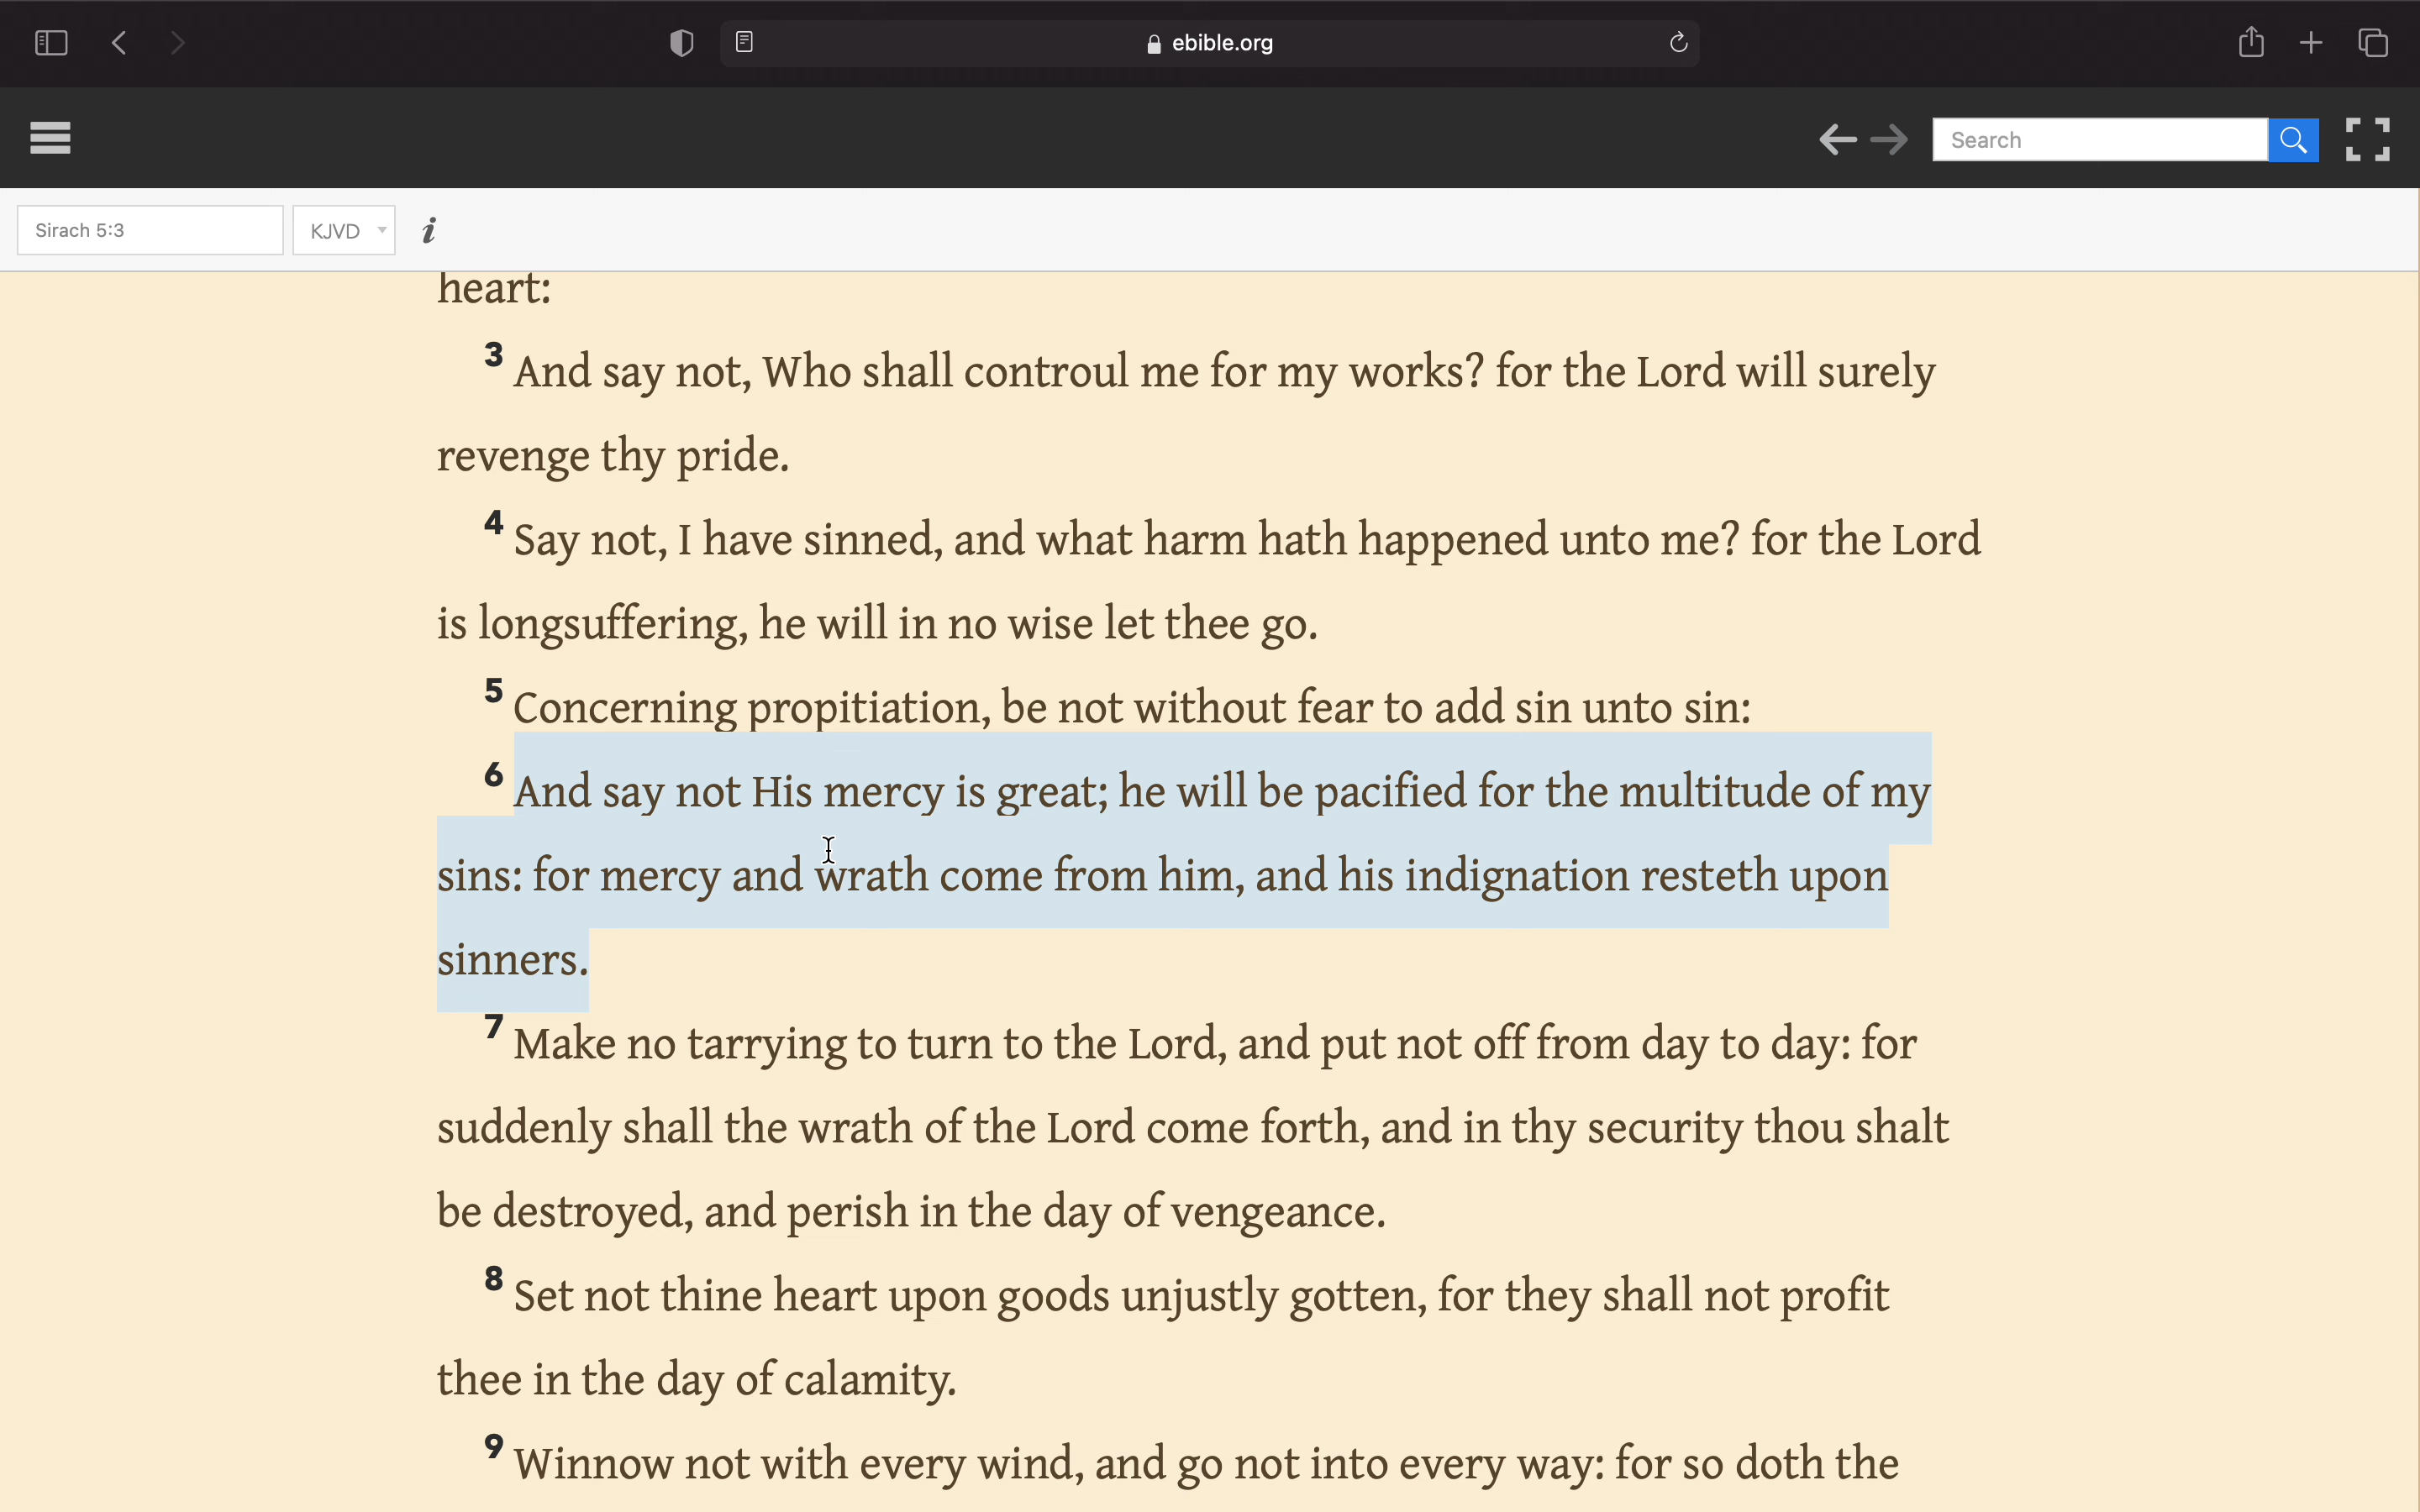 ebible.org
Search
Sirach 5:3 KJVD i
heart:
3 And say not, Who shall controul me for my works? for the Lord will surely
revenge thy pride.
4 Say not, I have sinned, and what harm hath happened unto me? for the Lord
is longsuffering, he will in no wise let thee go.
5 Concerning propitiation, be not without fear to add sin unto sin:
6 And say not His mercy is great; he will be pacified for the multitude of my
sins: for mercy and wrath come from him, and his indignation resteth upon
sinners.
7 Make no tarrying to turn to the Lord, and put not off from day to day: for
suddenly shall the wrath of the Lord come forth, and in thy security thou shalt
be destroyed, and perish in the day of vengeance.
8 Set not thine heart upon goods unjustly gotten, for they shall not profit
thee in the day of calamity.
9 Winnow not with every wind, and go not into every way: for so doth the